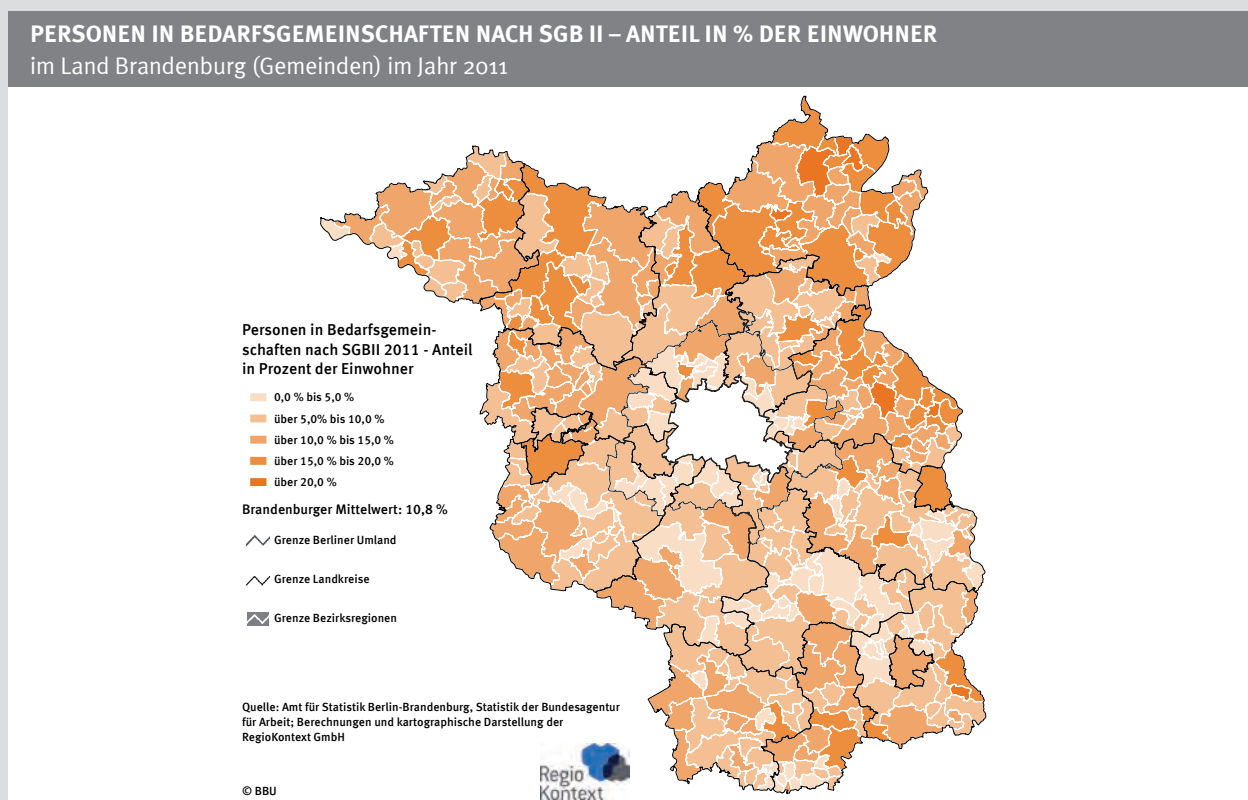 PERSONEN IN BEDARFSGEMEINSCHAFTEN NACH SGB II – ANTEIL IN % DER EINWOHNER
im Land Brandenburg (Gemeinden) im Jahr 2011
Personen in Bedarfsgemein-
schaften nach SGBII 2011 - Anteil
in Prozent der Einwohner
0,0 % bis 5,0 %
über 5,0% bis 10,0 %
über 10,0 % bis 15,0 %
über 15,0 % bis 20,0 %
über 20,0 %
Brandenburger Mittelwert: 10,8 %
Grenze Berliner Umland
Grenze Landkreise
Grenze Bezirksregionen
Quelle: Amt für Statistik Berlin-Brandenburg, Statistik der Bundesagentur
für Arbeit; Berechnungen und kartographische Darstellung der
RegioKontext GmbH
Regio
Kontext
© BBU